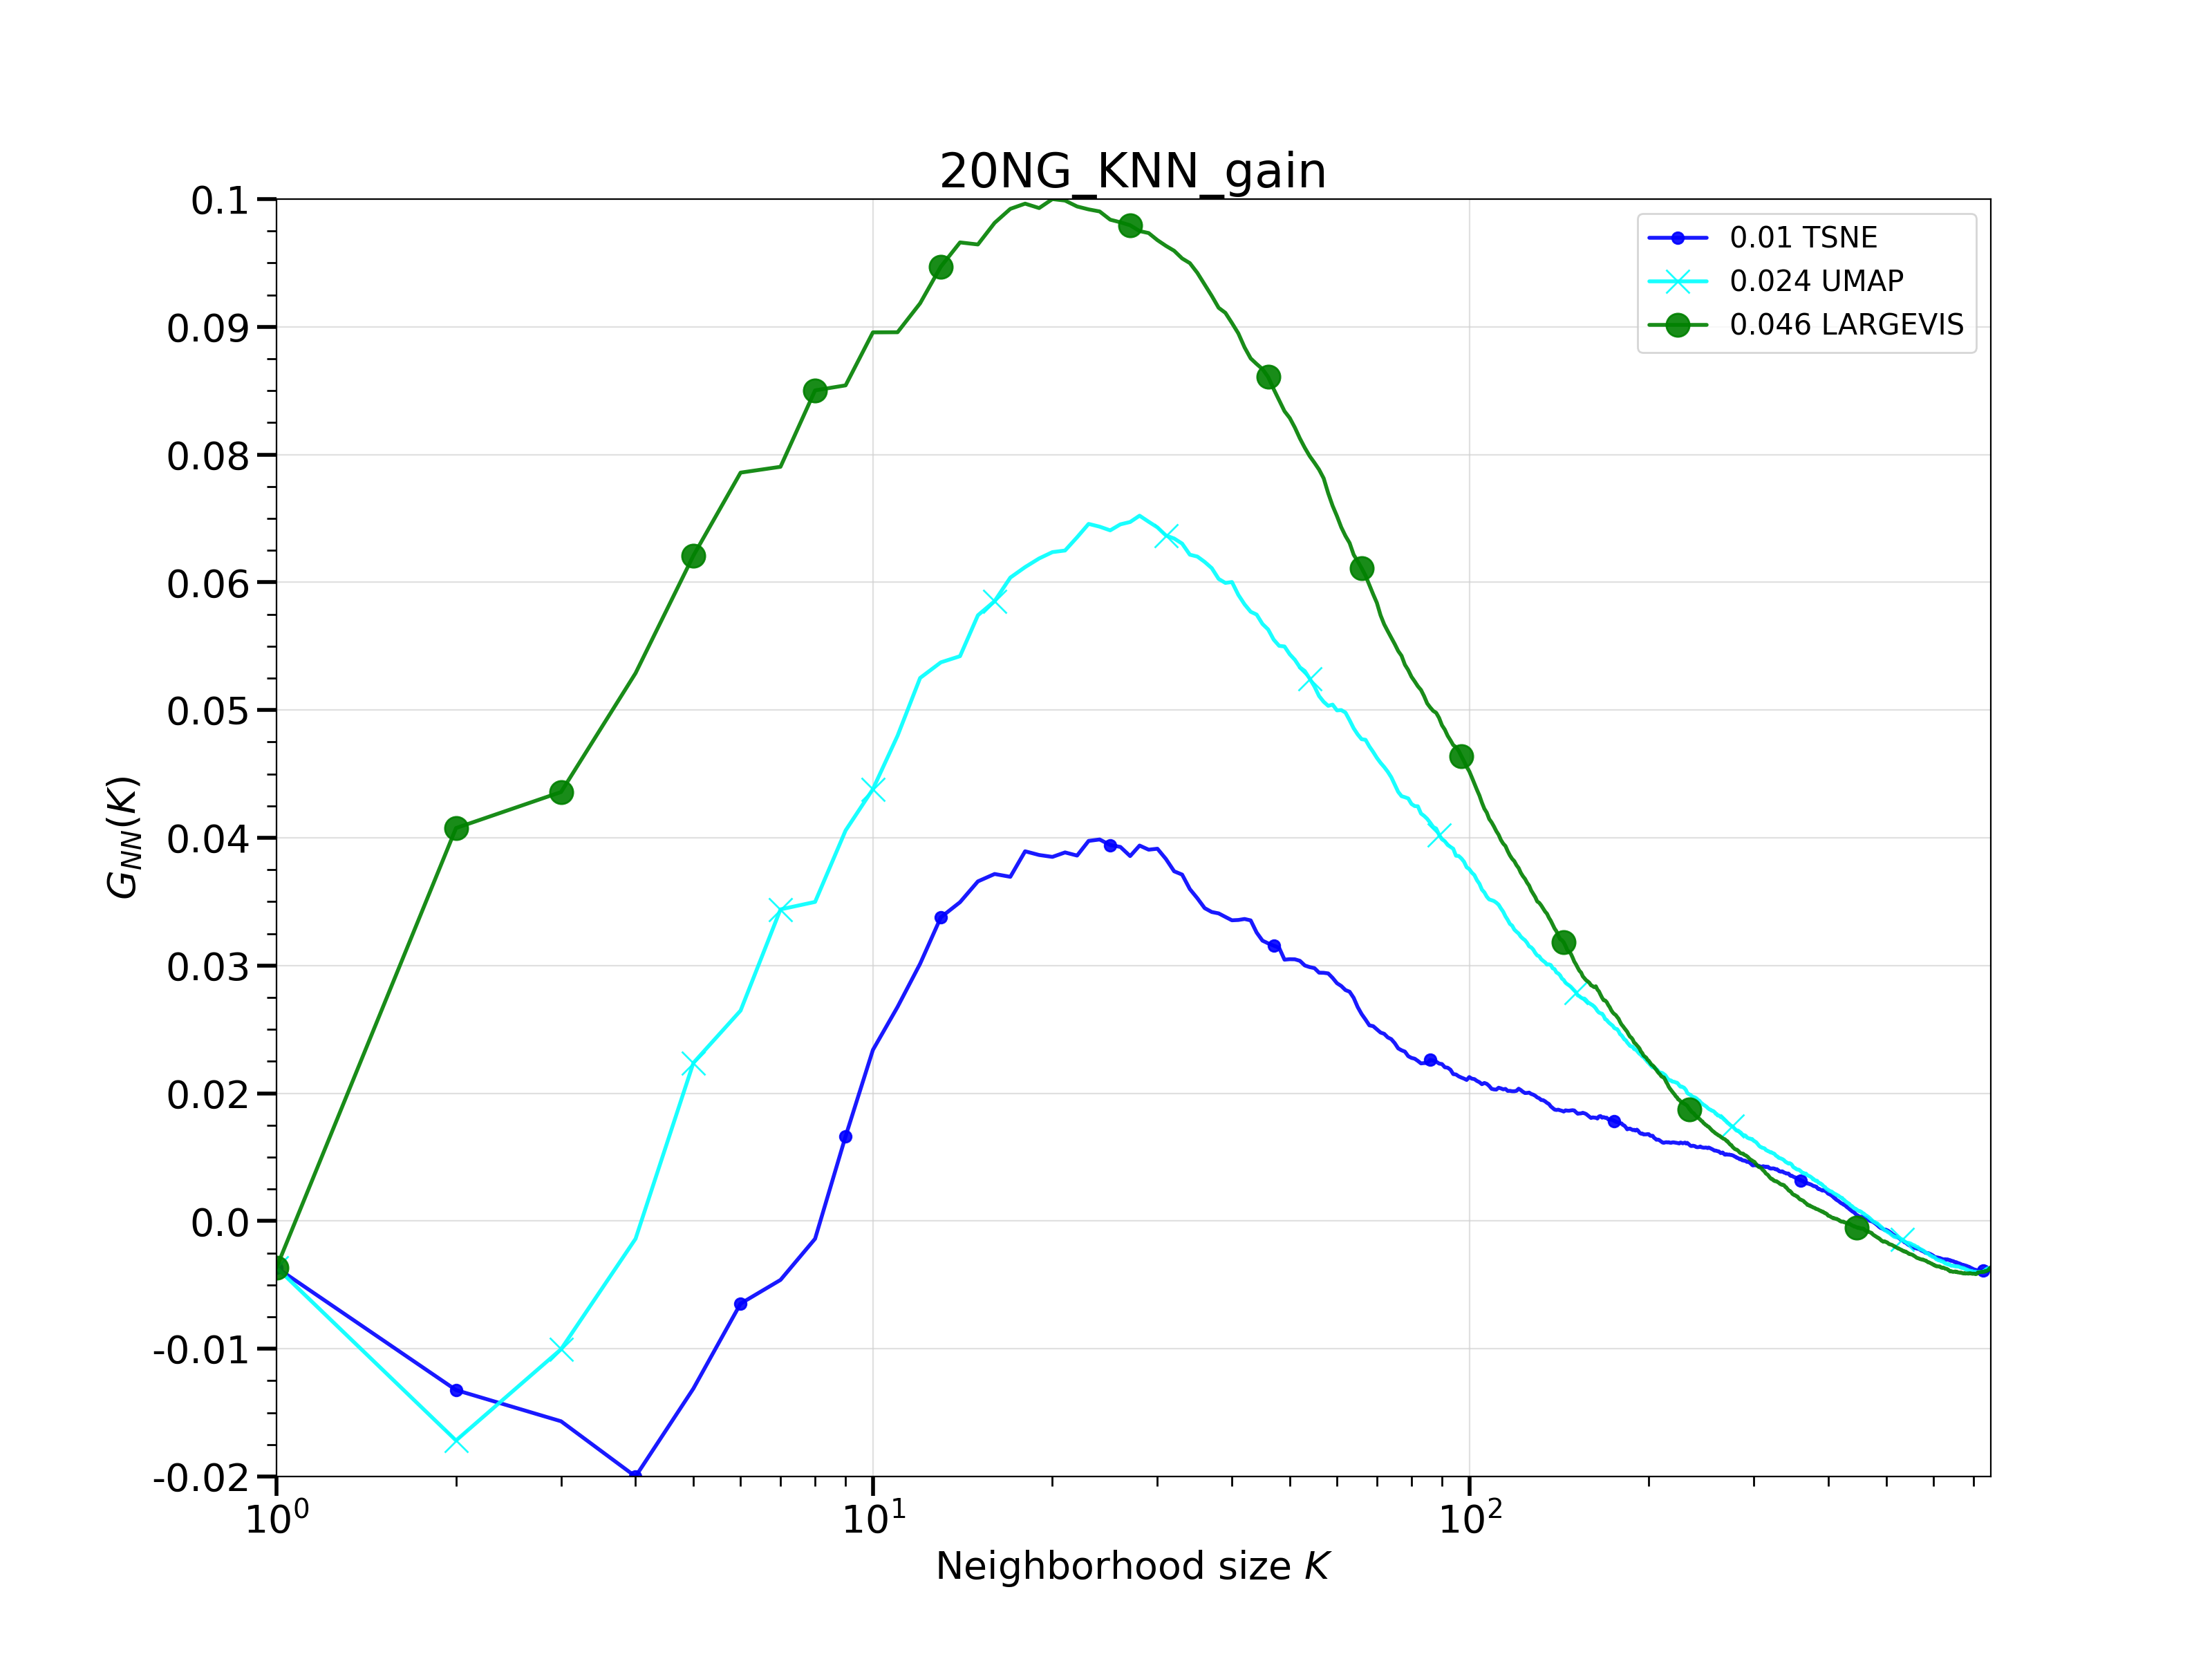 20NG_KNN_gain
0.1
0.09
0.08
0.06
0.05
0.04
0.03
0.02
0.0
-0.01
-0.02
G_{NN}(K)
0.01 TSNE
0.024 UMAP
0.046 LARGEVIS
10^0 10^1 10^2
Neighborhood size K